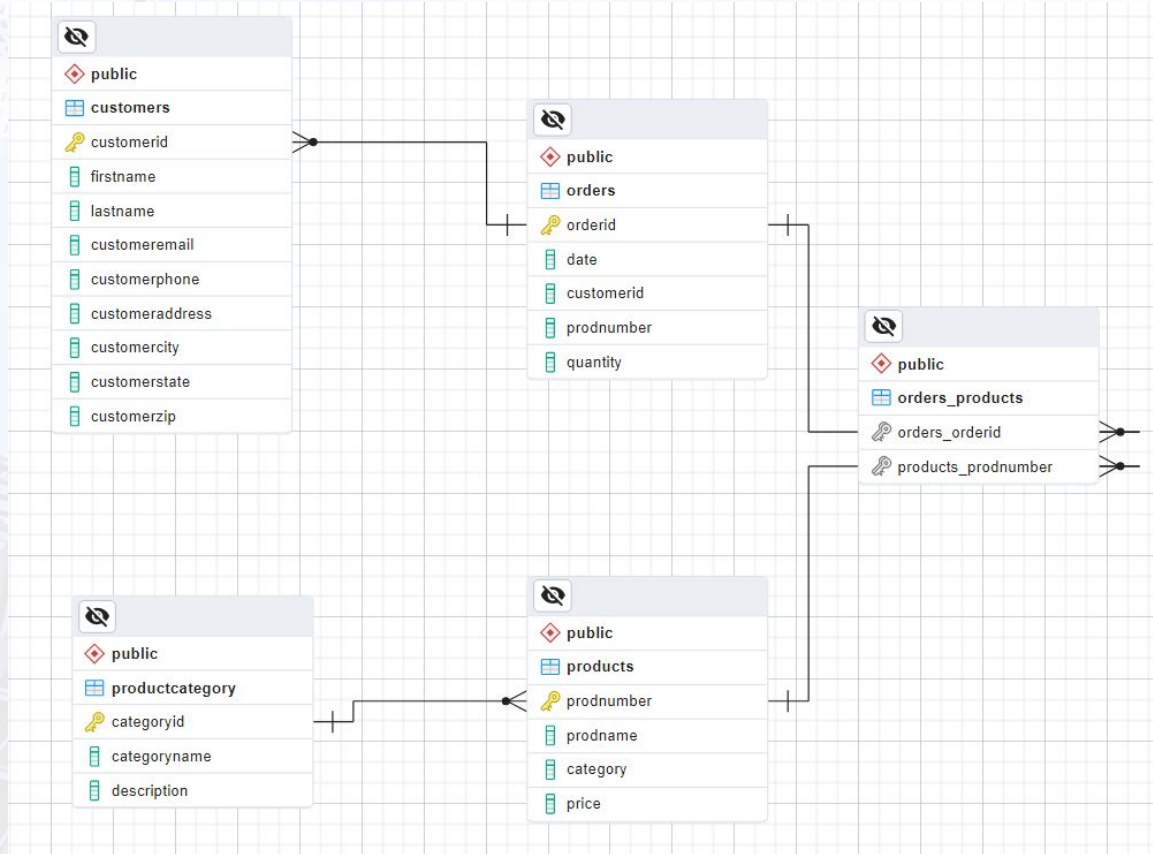 public
customers
customerid
firstname
lastname
customeremail
customerphone
customeraddress
customercity
customerstate
customerzip
public
orders
orderid
date
customerid
prodnumber
quantity
public
orders_products
orders_orderid
products_prodnumber
public
productcategory
categoryid
categoryname
description
public
products
prodnumber
prodname
category
price